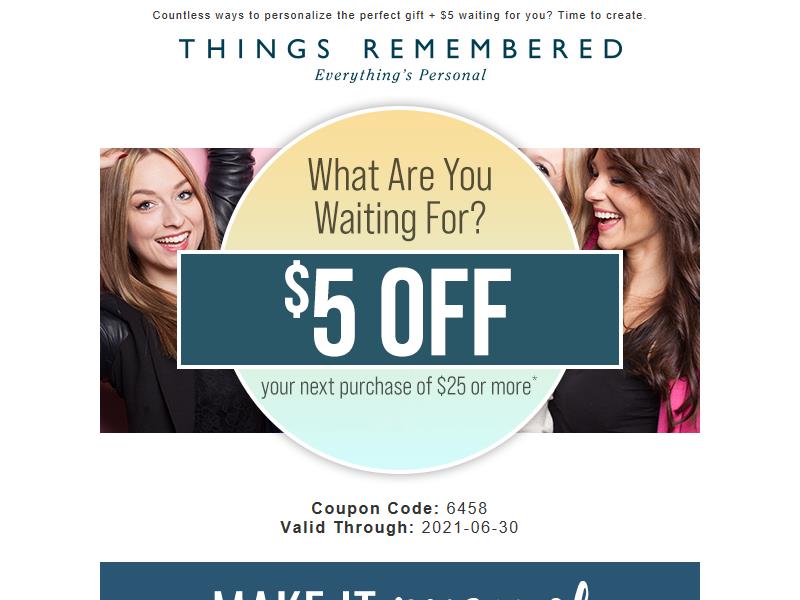 Countless ways to personalize the perfect gift + $5 waiting for you? Time to create.
THINGS REMEMBERED
Everything's Personal
What Are You
Waiting For?
$5 OFF
your next purchase of $25 or more*
Coupon Code: 6458
Valid Through: 2021-06-30
MAKE IT